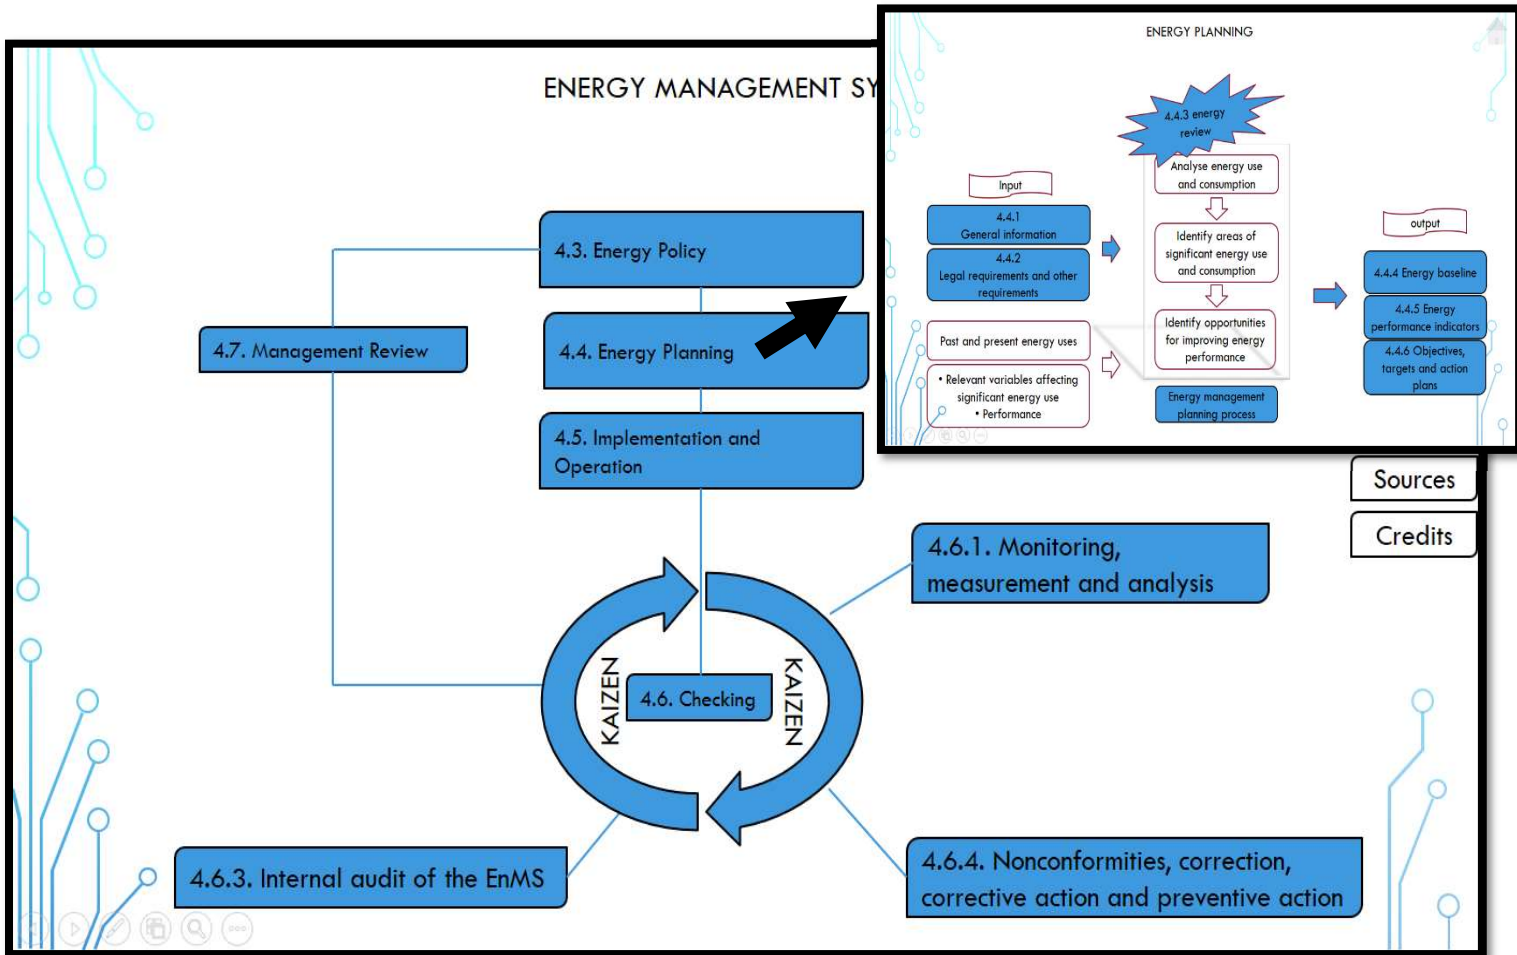 ENERGY MANAGEMENT SY
4.3. Energy Policy
4.7. Management Review
4.4. Energy Planning
4.5. Implementation and
Operation
KAIZEN
4.6. Checking
KAIZEN
4.6.1. Monitoring,
measurement and analysis
4.6.3. Internal audit of the EnMS
4.6.4. Nonconformities, correction,
corrective action and preventive action
Sources
Credits
ENERGY PLANNING
4.4.3 energy
review
Input
4.4.1
General information
4.4.2
Legal requirements and other
requirements
Past and present energy uses
• Relevant variables affecting
significant energy use
• Performance
Analyse energy use
and consumption
Identify areas of
significant energy use
and consumption
Identify opportunities
for improving energy
performance
Energy management
planning process
output
4.4.4 Energy baseline
4.4.5 Energy
performance indicators
4.4.6 Objectives,
targets and action
plans